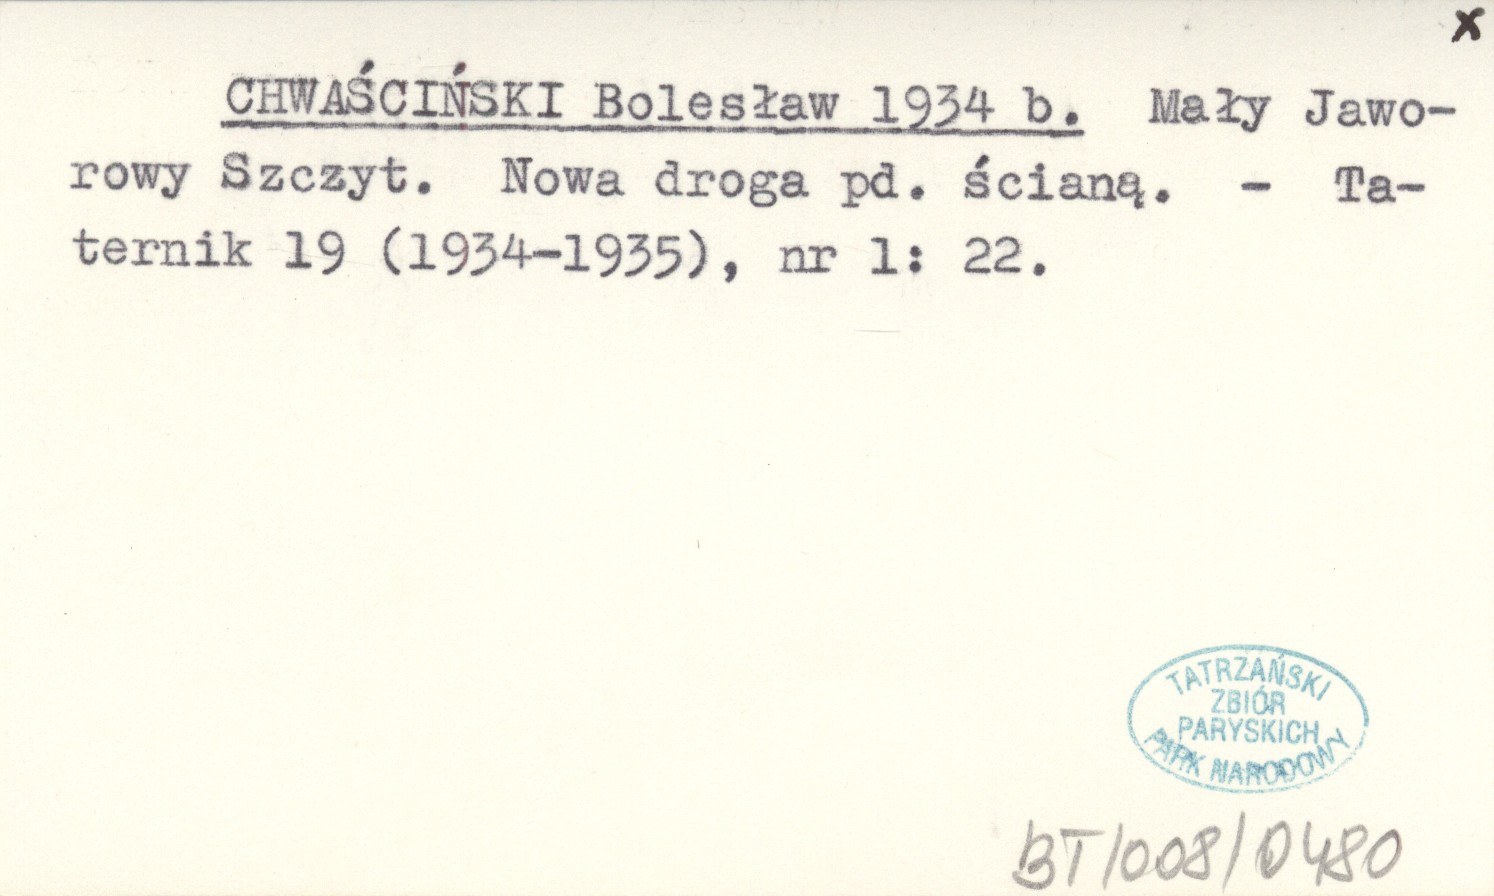 x
CHWAŚCIŃSKI Bolesław 1934 b. Mały Jawo-
rowy Szczyt. Nowa droga pd. ścianą. - Ta-
ternik 19 (1934-1935), nr 1: 22.
TATRZAŃSKI
ZBIÓR
PARYSKICH
PARK NARODOWY
BT/008/0480